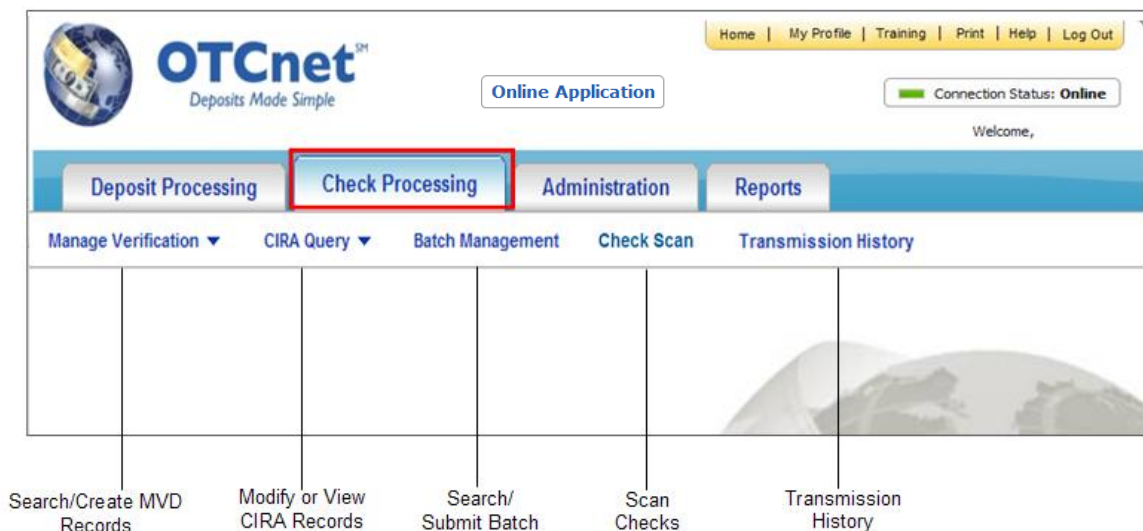 OTCnet SM
Deposits Made Simple
Home | My Profile | Training | Print | Help | Log Out
Online Application
Connection Status: Online
Welcome,
Deposit Processing
Check Processing
Administration
Reports
Manage Verification ▼
CIRA Query ▼
Batch Management
Check Scan
Transmission History
Search/Create MVD
Records
Modify or View
CIRA Records
Search/
Submit Batch
Scan
Checks
Transmission
History